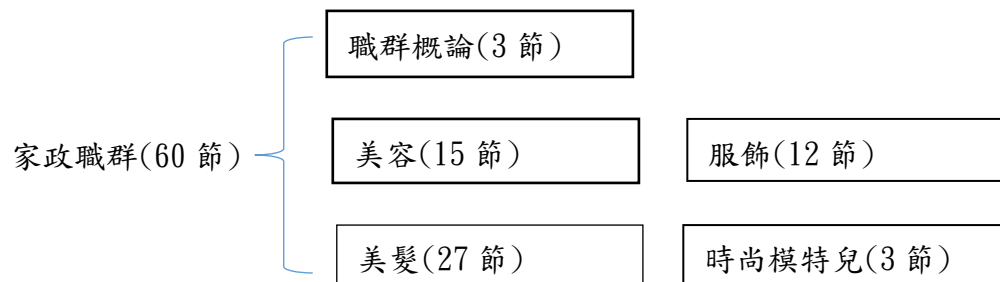 職群概論(3 節)
家政職群(60 節)
美容(15 節)
服飾(12 節)
美髮(27 節)
時尚模特兒(3 節)